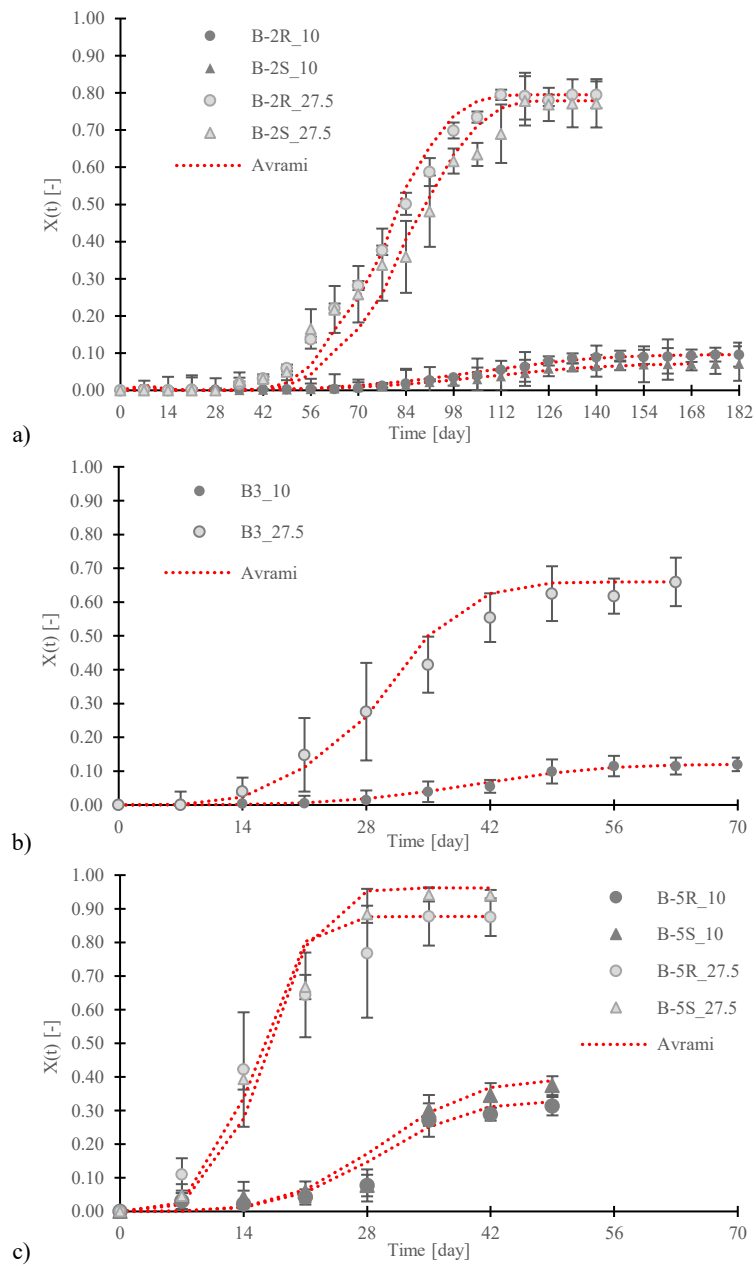 1.00
0.90
0.80
0.70
0.60
0.50
0.40
0.30
0.20
0.10
0.00
X(t) [-]
B-2R_10
B-2S_10
B-2R_27.5
B-2S_27.5
Avrami
0 14 28 42 56 70 84 98 112 126 140 154 168 182
Time [day]
a)
1.00
0.90
0.80
0.70
0.60
0.50
0.40
0.30
0.20
0.10
0.00
X(t) [-]
B3_10
B3_27.5
Avrami
0 14 28 42 56 70
Time [day]
b)
1.00
0.90
0.80
0.70
0.60
0.50
0.40
0.30
0.20
0.10
0.00
X(t) [-]
B-5R_10
B-5S_10
B-5R_27.5
B-5S_27.5
Avrami
0 14 28 42 56 70
Time [day]
c)